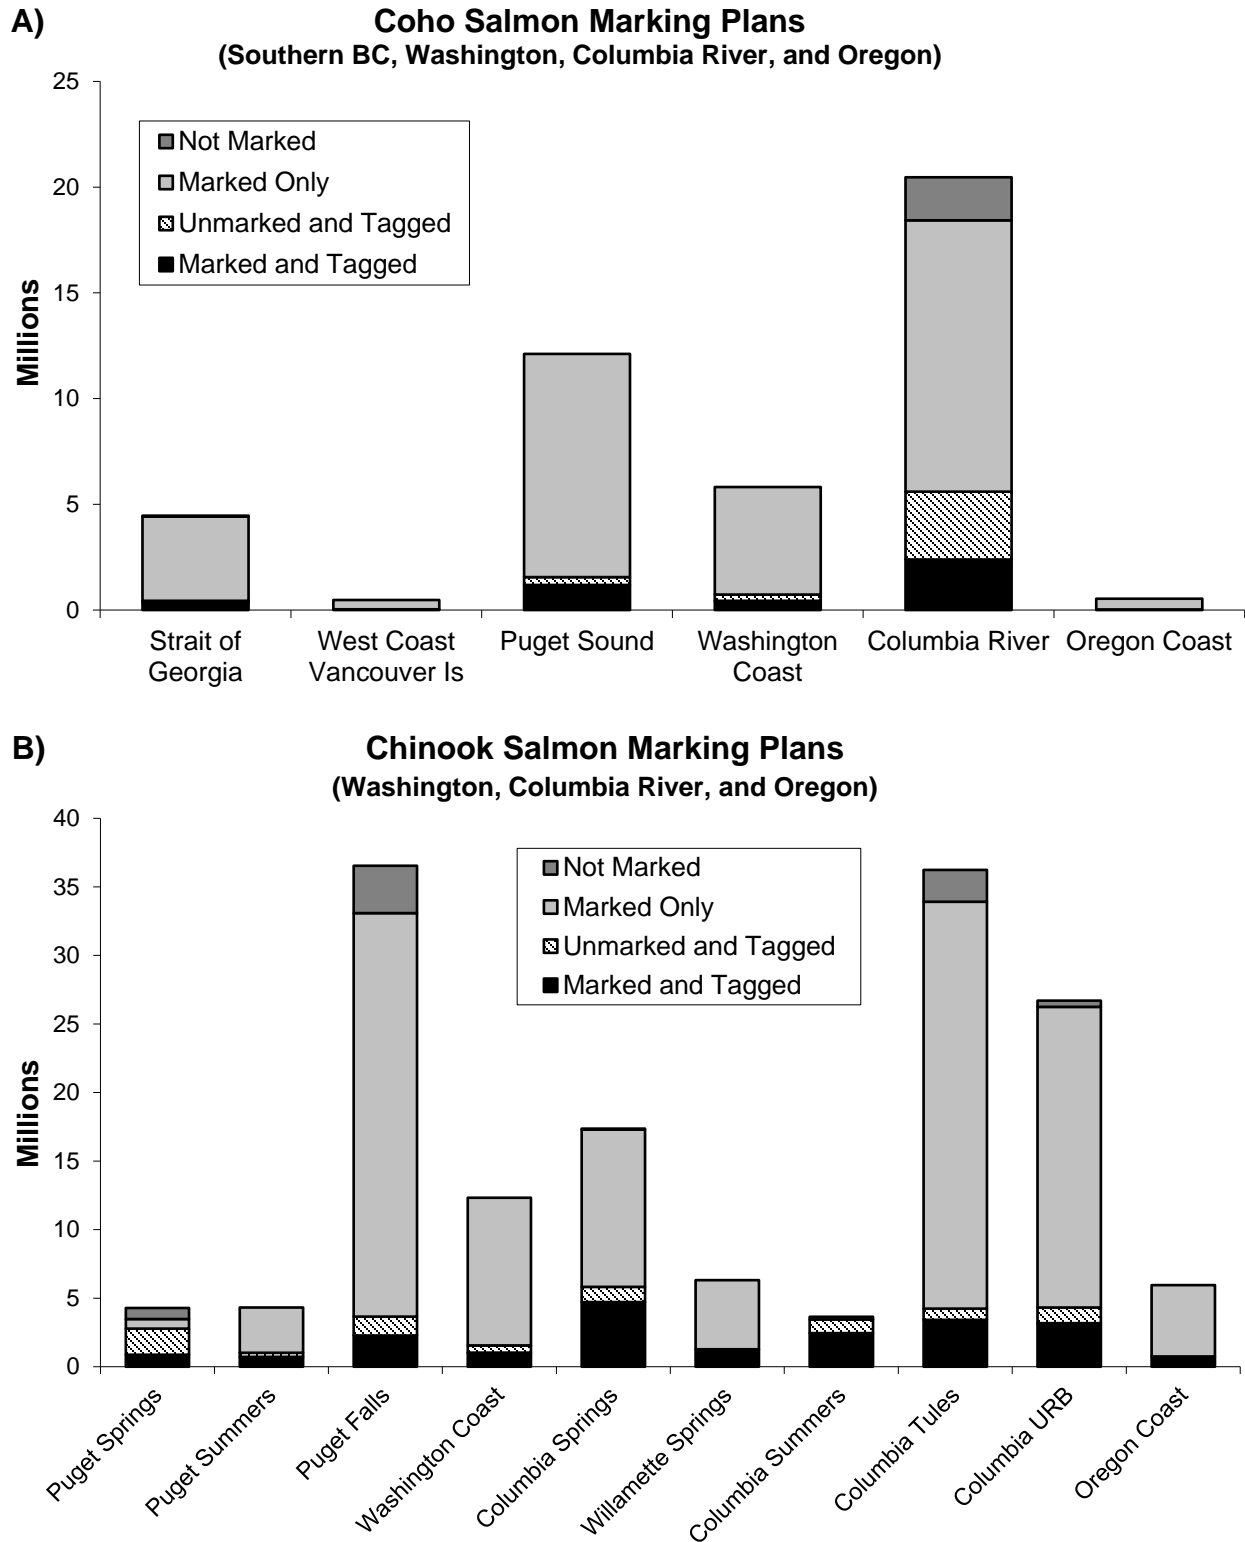 A)
Coho Salmon Marking Plans
(Southern BC, Washington, Columbia River, and Oregon)
25
20
15
10
5
0
Millions
Not Marked
Marked Only
Unmarked and Tagged
Marked and Tagged
Strait of
Georgia
West Coast
Vancouver Is
Puget Sound
Washington
Coast
Columbia River
Oregon Coast
B)
Chinook Salmon Marking Plans
(Washington, Columbia River, and Oregon)
40
35
30
25
20
15
10
5
0
Millions
Not Marked
Marked Only
Unmarked and Tagged
Marked and Tagged
Puget Springs
Puget Summers
Puget Falls
Washington Coast
Columbia Springs
Willamette Springs
Columbia Summers
Columbia Tules
Columbia URB
Oregon Coast